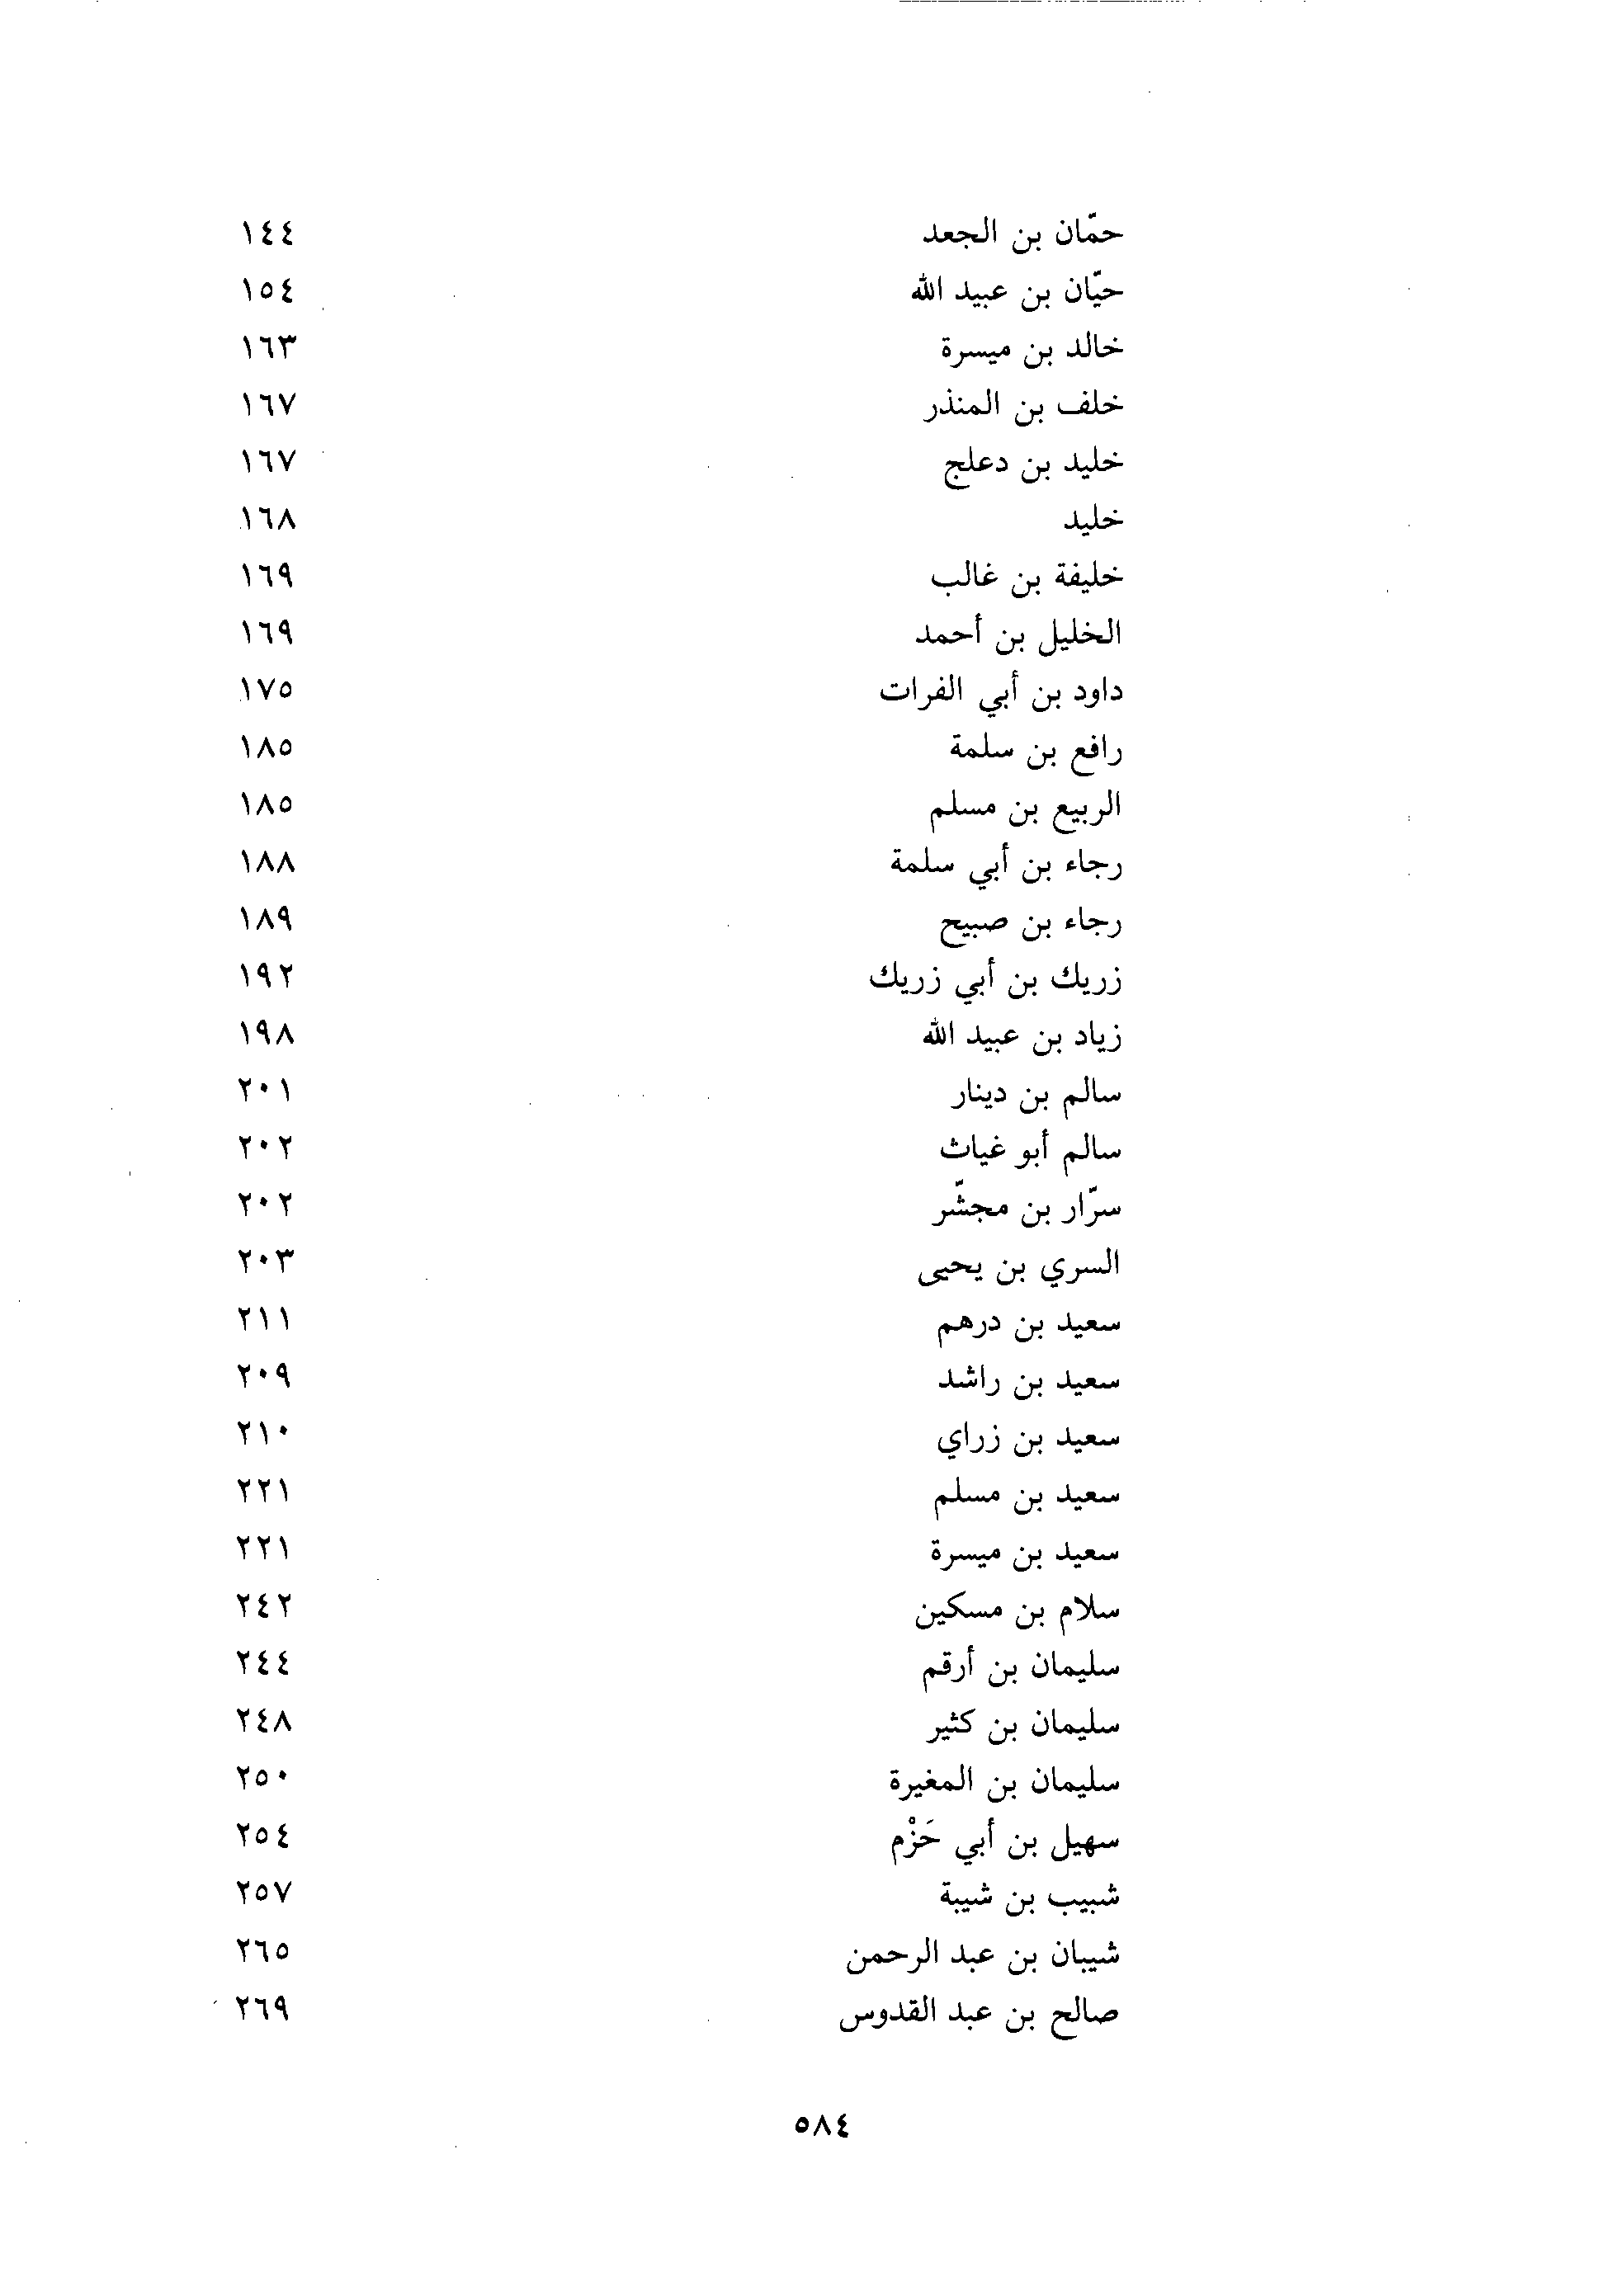 حمّان بن الجعد ١٤٤
حيّان بن عبيد الله ١٥٤
خالد بن ميسرة ١٦٣
خلف بن المنذر ١٦٧
خليد بن دعلج ١٦٧
خليد ١٦٨
خليفة بن غالب ١٦٩
الخليل بن أحمد ١٦٩
داود بن أبي الفرات ١٧٥
رافع بن سلمة ١٨٥
الربيع بن مسلم ١٨٥
رجاء بن أبي سلمة ١٨٨
رجاء بن صبيح ١٨٩
زريك بن أبي زريك ١٩٢
زياد بن عبيد الله ١٩٨
سالم بن دينار ٢٠١
سالم أبو غياث ٢٠٢
سرّار بن مجشّر ٢٠٢
السري بن يحيى ٢٠٣
سعيد بن درهم ٢١١
سعيد بن راشد ٢٠٩
سعيد بن زراي ٢١٠
سعيد بن مسلم ٢٢١
سعيد بن ميسرة ٢٢١
سلام بن مسكين ٢٤٢
سليمان بن أرقم ٢٤٤
سليمان بن كثير ٢٤٨
سليمان بن المغيرة ٢٥٠
سهيل بن أبي حَزْم ٢٥٤
شبيب بن شيبة ٢٥٧
شيبان بن عبد الرحمن ٢٦٥
صالح بن عبد القدوس ٢٦٩
٥٨٤